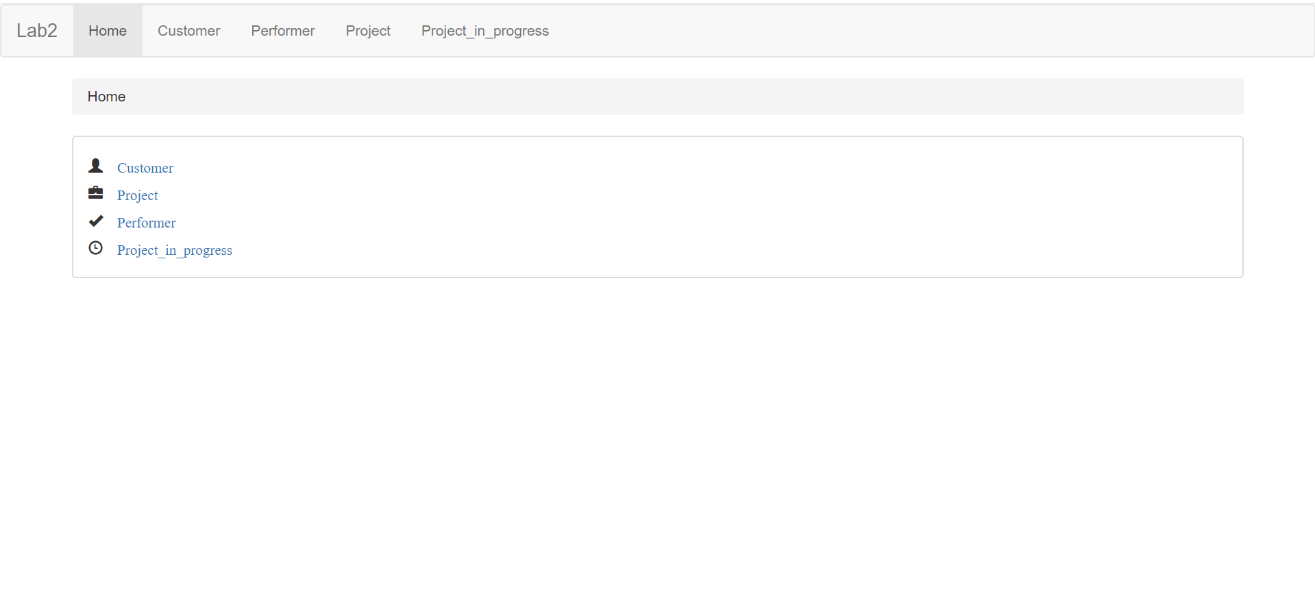 Lab2 Home Customer Performer Project Project_in_progress
Home
Customer
Project
Performer
Project_in_progress